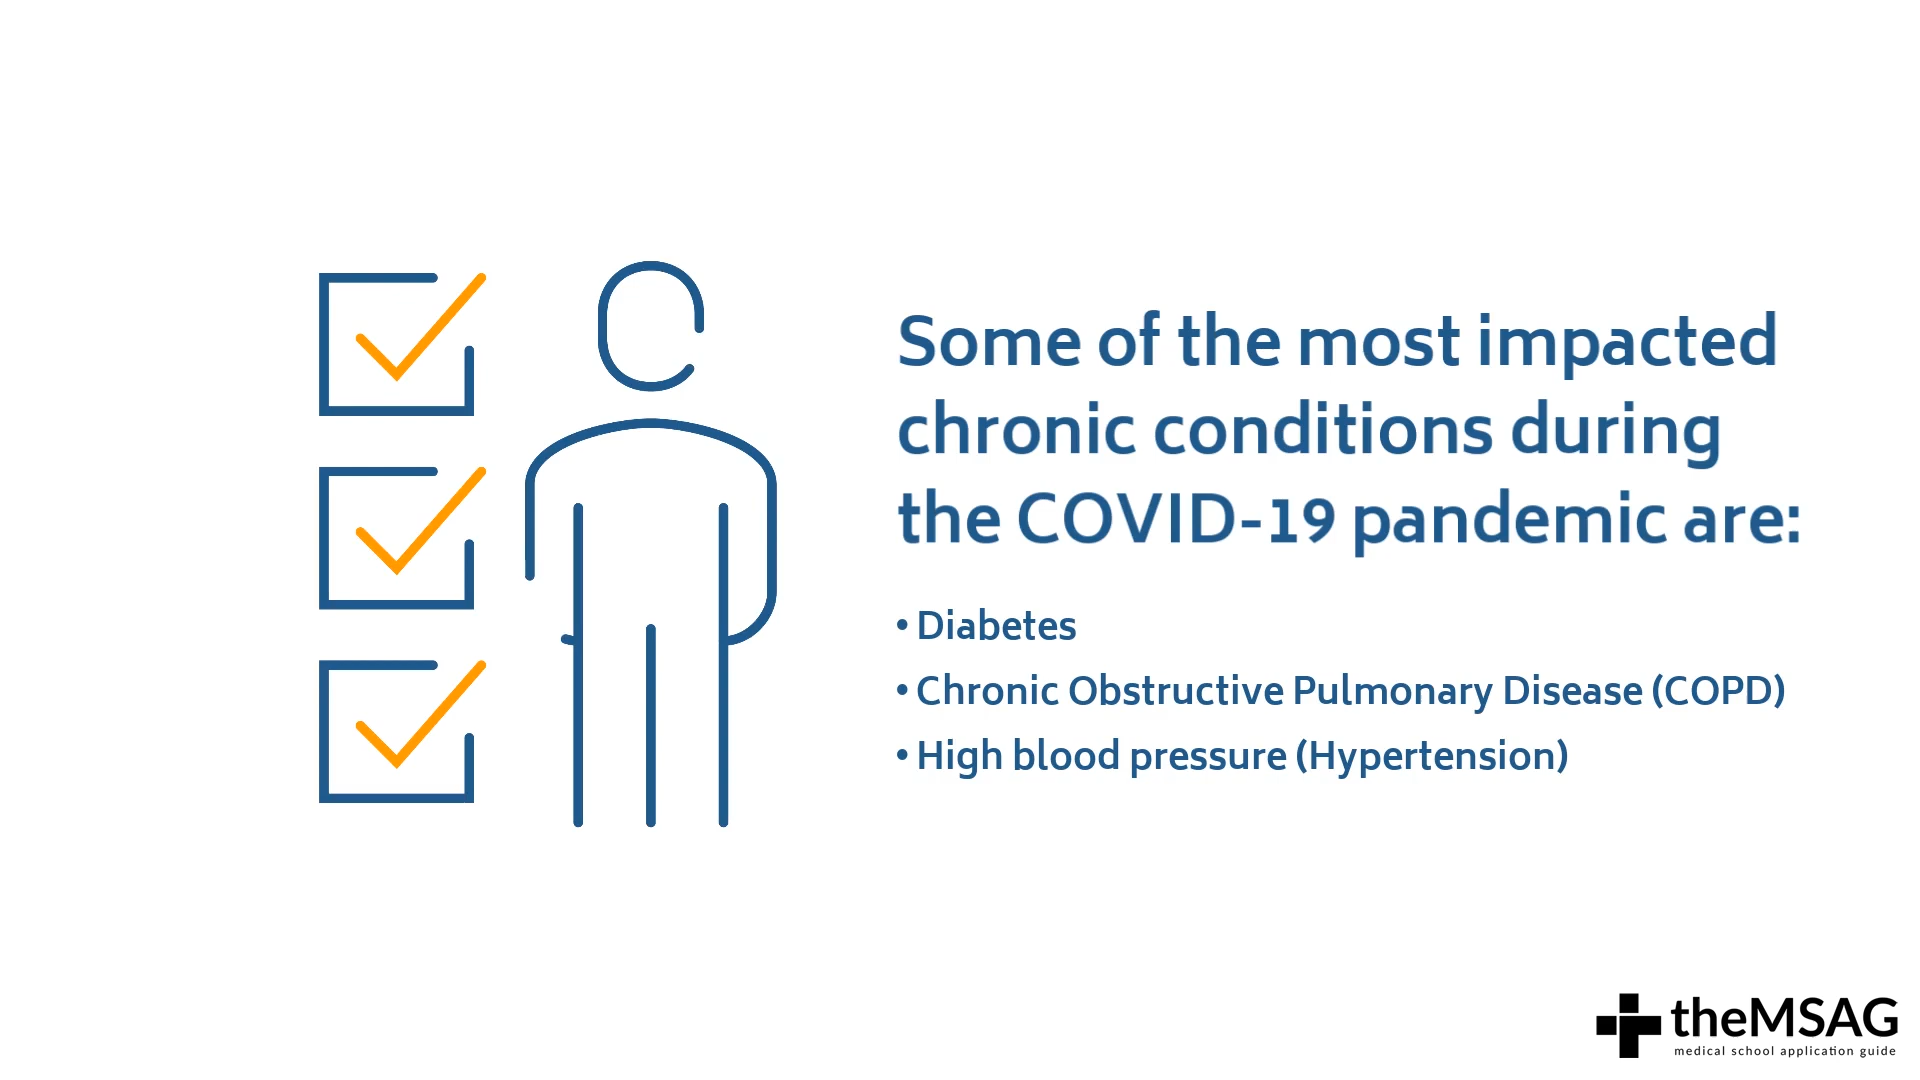 Some of the most impacted
chronic conditions during
the COVID-19 pandemic are:
• Diabetes
• Chronic Obstructive Pulmonary Disease (COPD)
• High blood pressure (Hypertension)
theMSAG
medical school application guide